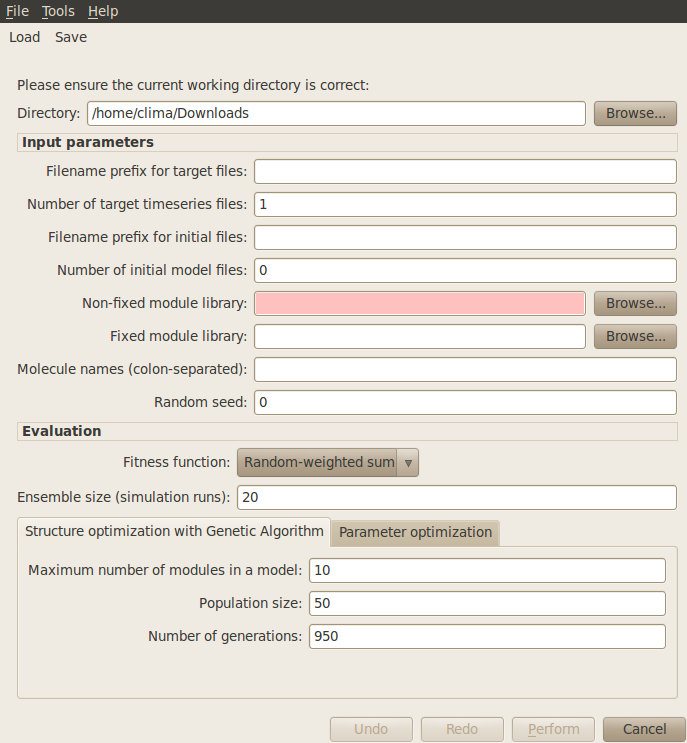 File Tools Help
Load Save
Please ensure the current working directory is correct:
Directory: /home/clima/Downloads Browse...
Input parameters
Filename prefix for target files:
Number of target timeseries files: 1
Filename prefix for initial files:
Number of initial model files: 0
Non-fixed module library: Browse...
Fixed module library: Browse...
Molecule names (colon-separated):
Random seed: 0
Evaluation
Fitness function: Random-weighted sum
Ensemble size (simulation runs): 20
Structure optimization with Genetic Algorithm Parameter optimization
Maximum number of modules in a model: 10
Population size: 50
Number of generations: 950
Undo Redo Perform Cancel